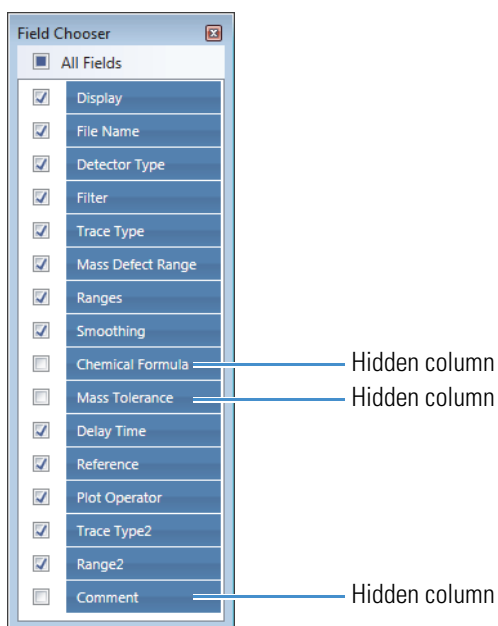 Field Chooser
All Fields
Display
File Name
Detector Type
Filter
Trace Type
Mass Defect Range
Ranges
Smoothing
Chemical Formula Hidden column
Mass Tolerance Hidden column
Delay Time
Reference
Plot Operator
Trace Type2
Range2
Comment Hidden column